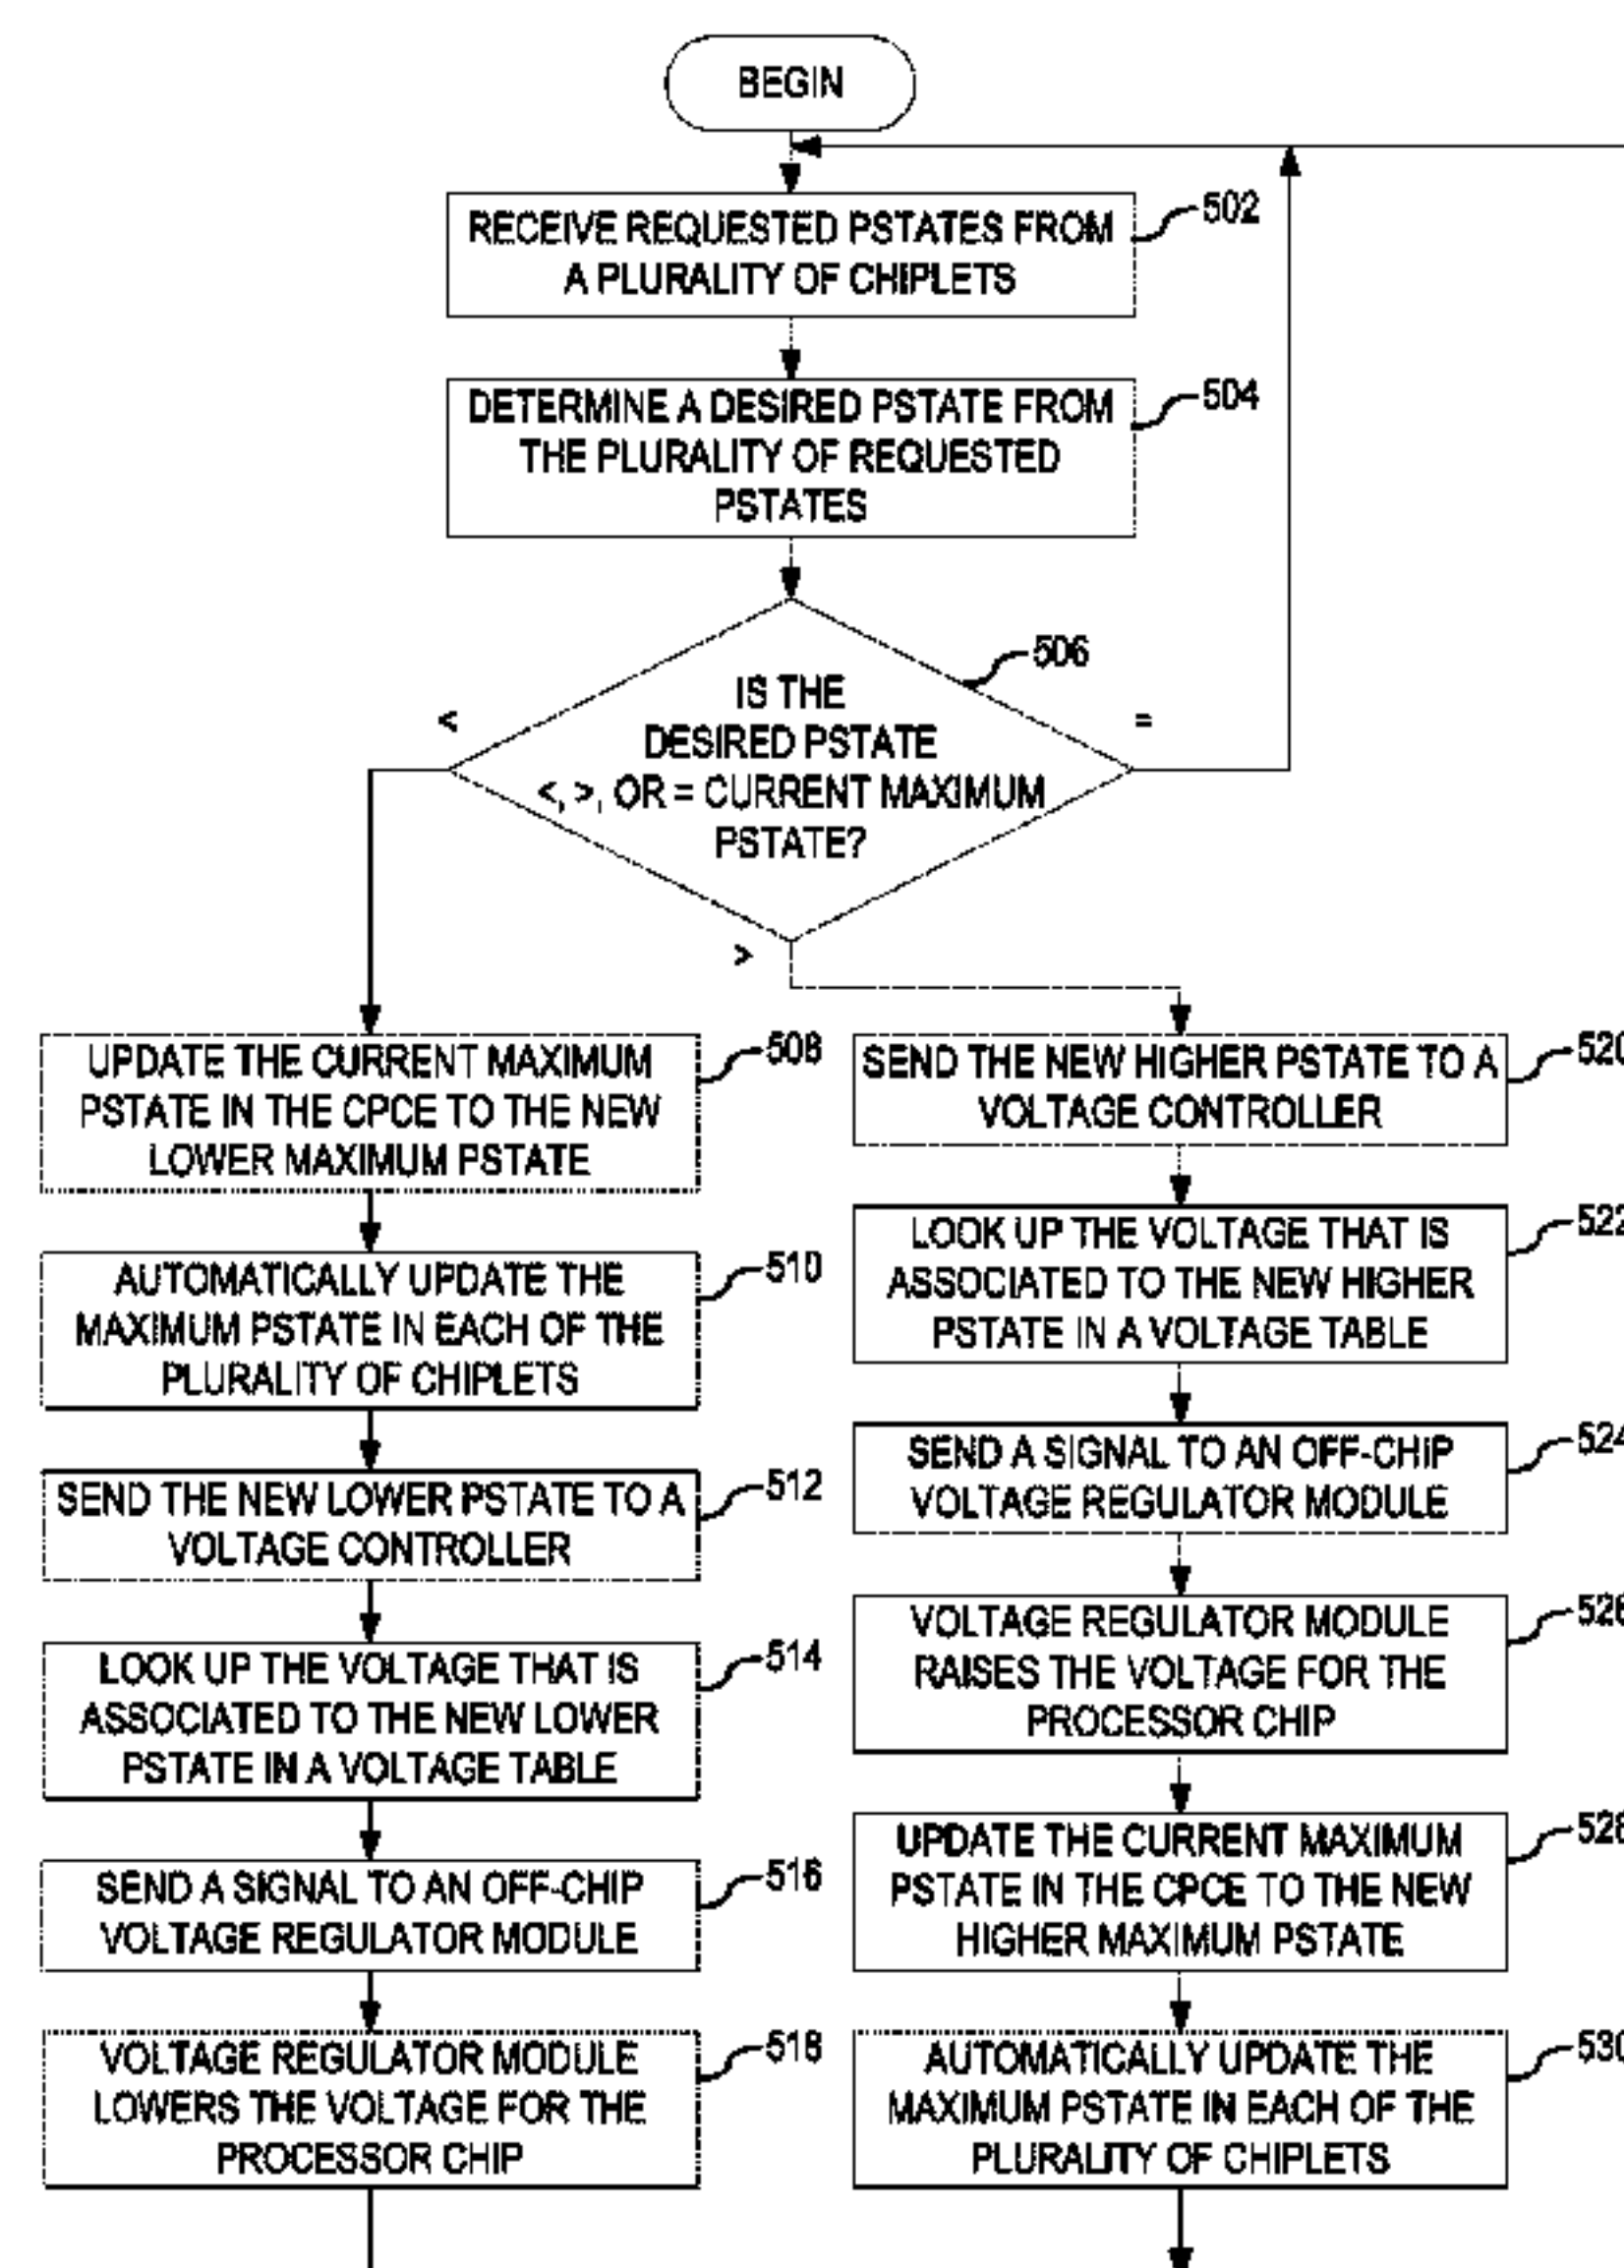 BEGIN
RECEIVE REQUESTED PSTATES FROM
A PLURALITY OF CHIPLETS
502
DETERMINE A DESIRED PSTATE FROM
THE PLURALITY OF REQUESTED
PSTATES
504
IS THE
DESIRED PSTATE
<, >, OR = CURRENT MAXIMUM
PSTATE?
506
<
=
>
UPDATE THE CURRENT MAXIMUM
PSTATE IN THE CPCE TO THE NEW
LOWER MAXIMUM PSTATE
508
AUTOMATICALLY UPDATE THE
MAXIMUM PSTATE IN EACH OF THE
PLURALITY OF CHIPLETS
510
SEND THE NEW LOWER PSTATE TO A
VOLTAGE CONTROLLER
512
LOOK UP THE VOLTAGE THAT IS
ASSOCIATED TO THE NEW LOWER
PSTATE IN A VOLTAGE TABLE
514
SEND A SIGNAL TO AN OFF-CHIP
VOLTAGE REGULATOR MODULE
516
VOLTAGE REGULATOR MODULE
LOWERS THE VOLTAGE FOR THE
PROCESSOR CHIP
518
SEND THE NEW HIGHER PSTATE TO A
VOLTAGE CONTROLLER
520
LOOK UP THE VOLTAGE THAT IS
ASSOCIATED TO THE NEW HIGHER
PSTATE IN A VOLTAGE TABLE
522
SEND A SIGNAL TO AN OFF-CHIP
VOLTAGE REGULATOR MODULE
524
VOLTAGE REGULATOR MODULE
RAISES THE VOLTAGE FOR THE
PROCESSOR CHIP
526
UPDATE THE CURRENT MAXIMUM
PSTATE IN THE CPCE TO THE NEW
HIGHER MAXIMUM PSTATE
528
AUTOMATICALLY UPDATE THE
MAXIMUM PSTATE IN EACH OF THE
PLURALITY OF CHIPLETS
530